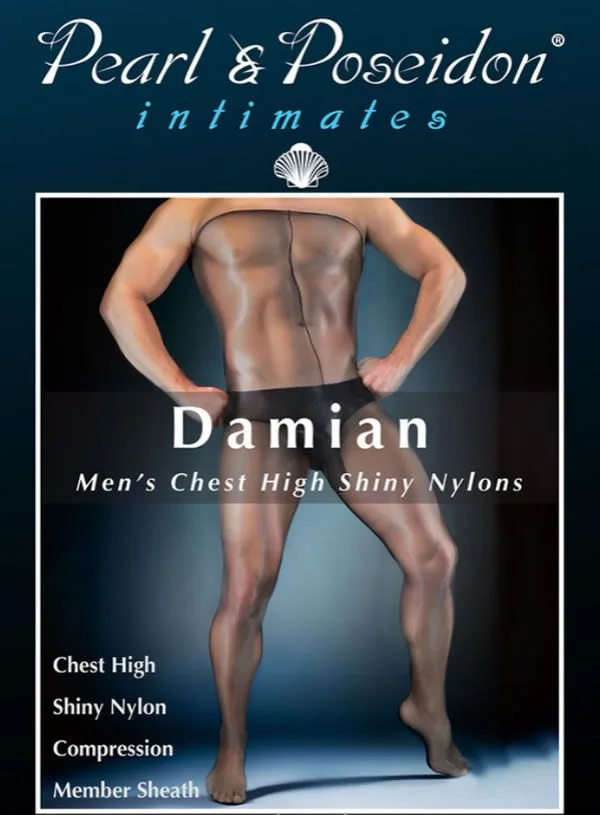 Pearl & Poseidon®
intimates
Damian
Men's Chest High Shiny Nylons
Chest High
Shiny Nylon
Compression
Member Sheath